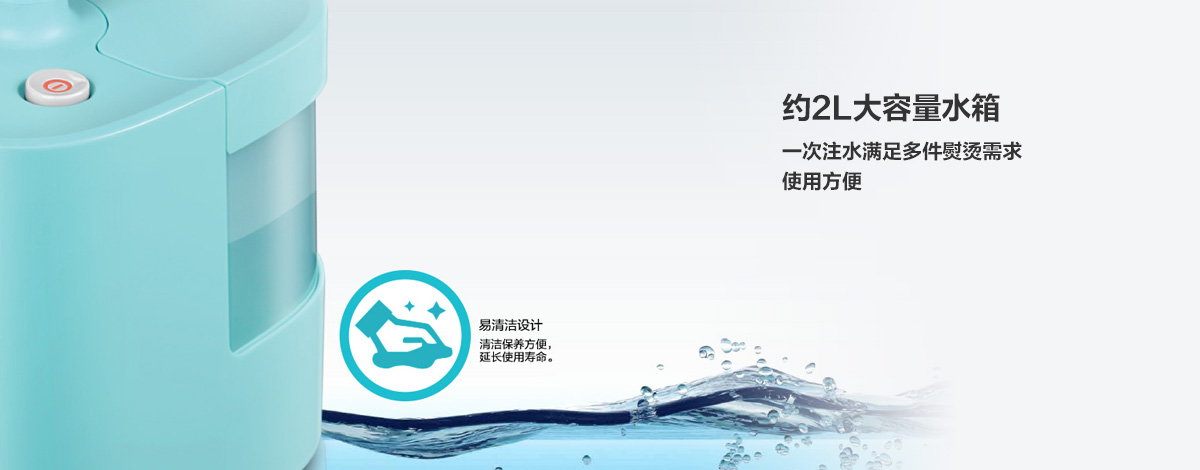 约2L大容量水箱
一次注水满足多件熨烫需求
使用方便
易清洁设计
清洁保养方便，
延长使用寿命。